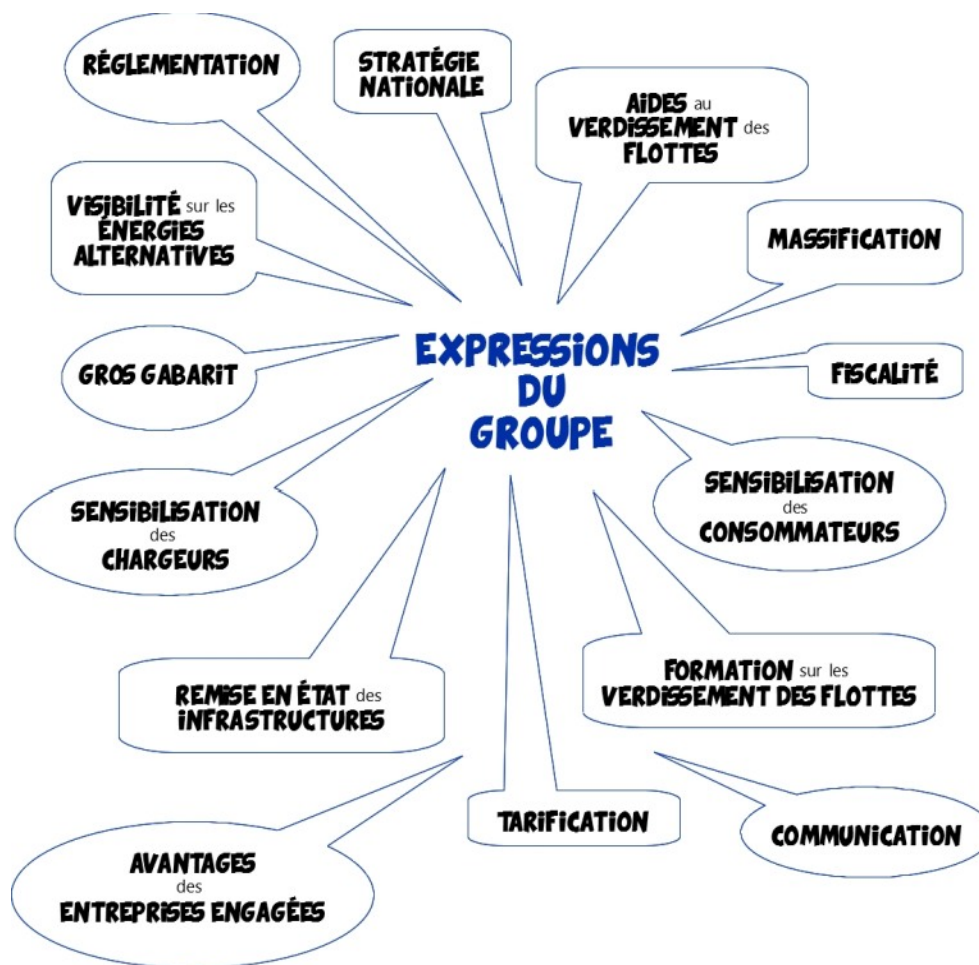 RÉGLEMENTATION
STRATÉGIE
NATIONALE
AIDES au
VERDISSEMENT des
FLOTTES
VISIBILITÉ sur les
ÉNERGIES
ALTERNATIVES
MASSIFICATION
EXPRESSIONS
DU
GROUPE
GROS GABARIT
FISCALITÉ
SENSIBILISATION
des
CHARGEURS
SENSIBILISATION
des
CONSOMMATEURS
REMISE EN ÉTAT des
INFRASTRUCTURES
FORMATION sur les
VERDISSEMENT DES FLOTTES
TARIFICATION
COMMUNICATION
AVANTAGES
des
ENTREPRISES ENGAGÉES